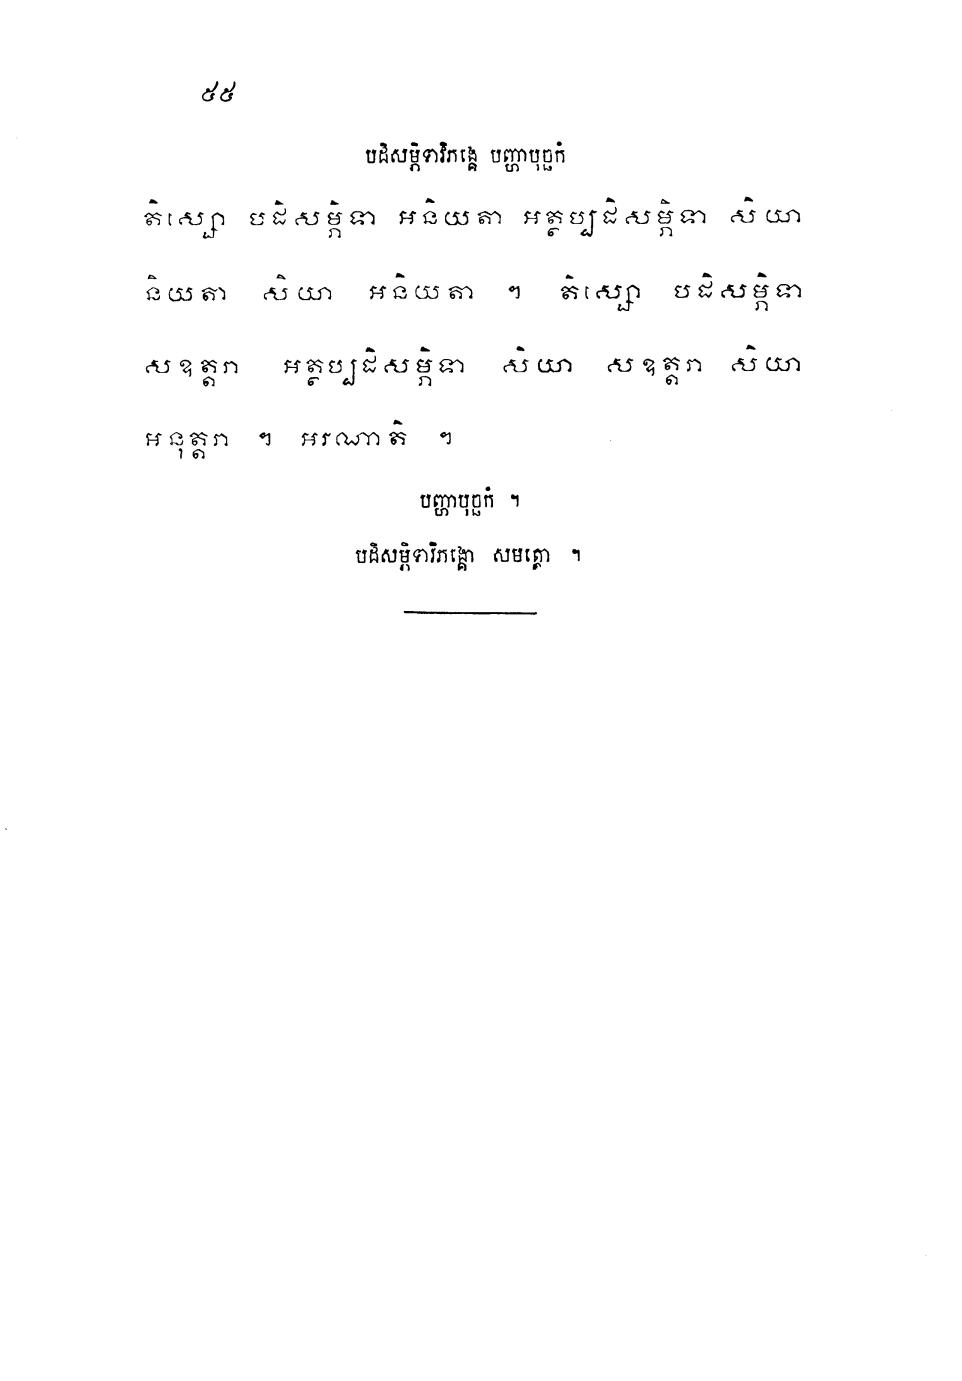 ៥៥
បដិសម្ភិទាវិភង្គេ បញ្ហាបុច្ឆកំ
តិស្សោ បដិសម្ភិទា អនិយតា អត្ថប្បដិសម្ភិទា សិយា
និយតា សិយា អនិយតា ។ តិស្សោ បដិសម្ភិទា
សឧត្តរា អត្ថប្បដិសម្ភិទា សិយា សឧត្តរា សិយា
អនុត្តរា ។ អរណាតិ ។
បញ្ហាបុច្ឆកំ ។
បដិសម្ភិទាវិភង្គោ សមត្តោ ។